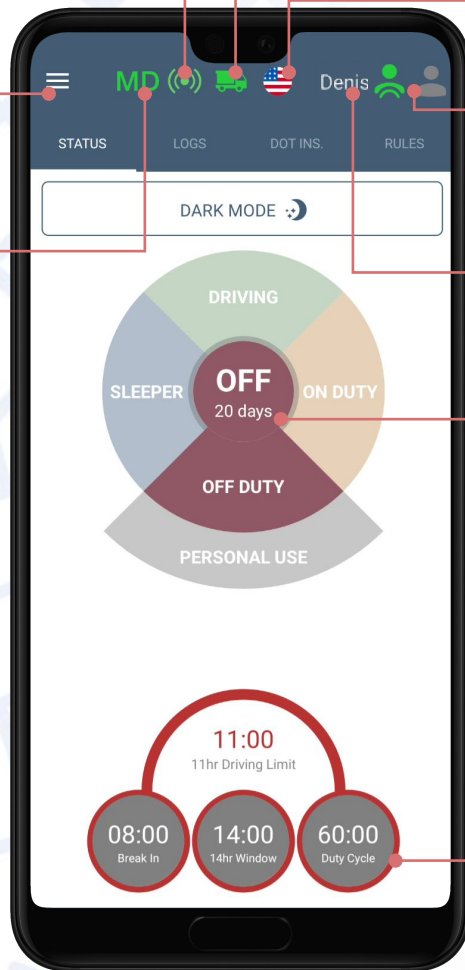 MD Denis
STATUS LOGS DOT INS. RULES
DARK MODE
DRIVING
SLEEPER OFF ON DUTY
20 days
OFF DUTY
PERSONAL USE
11:00
11hr Driving Limit
08:00 14:00 60:00
Break In 14hr Window Duty Cycle